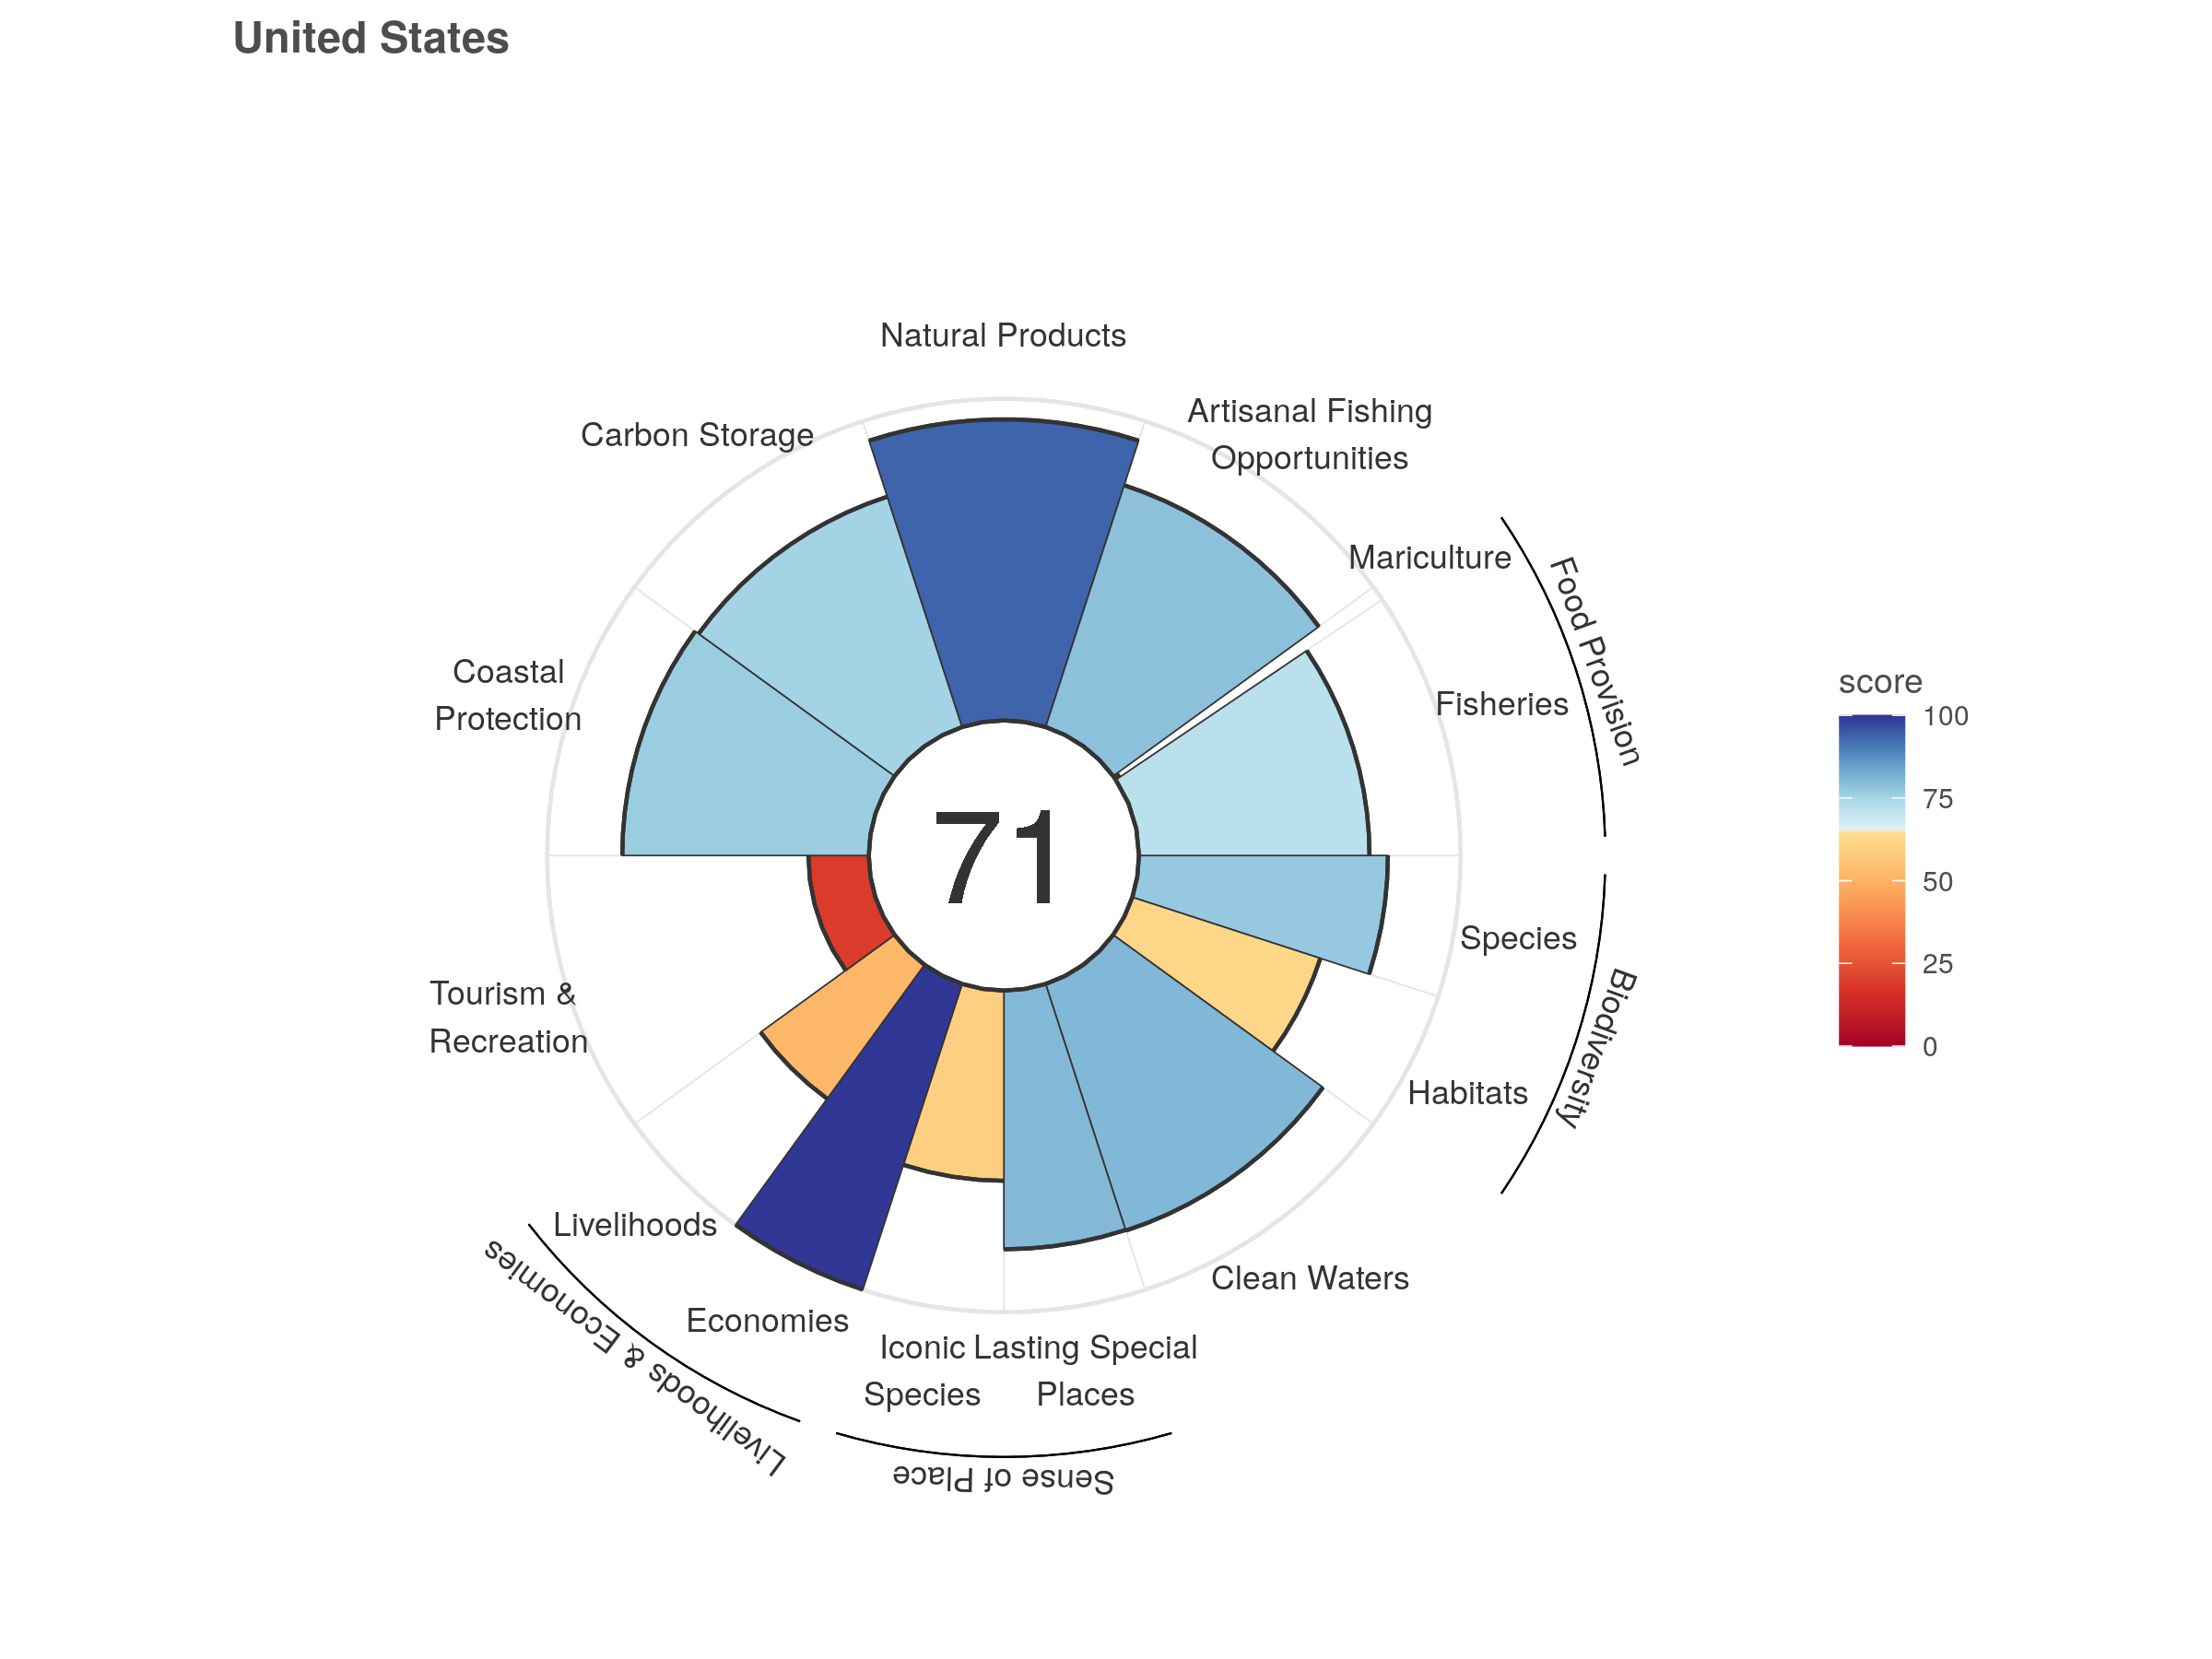 United States
Natural Products
Artisanal Fishing
Opportunities
Carbon Storage
Mariculture
Food Provision
Coastal
Protection
Fisheries
score
100
75
50
25
0
71
Species
Biodiversity
Tourism &
Recreation
Habitats
Livelihoods
Clean Waters
Economies
Livelihoods & Economies
Iconic
Species
Lasting Special
Places
Sense of Place